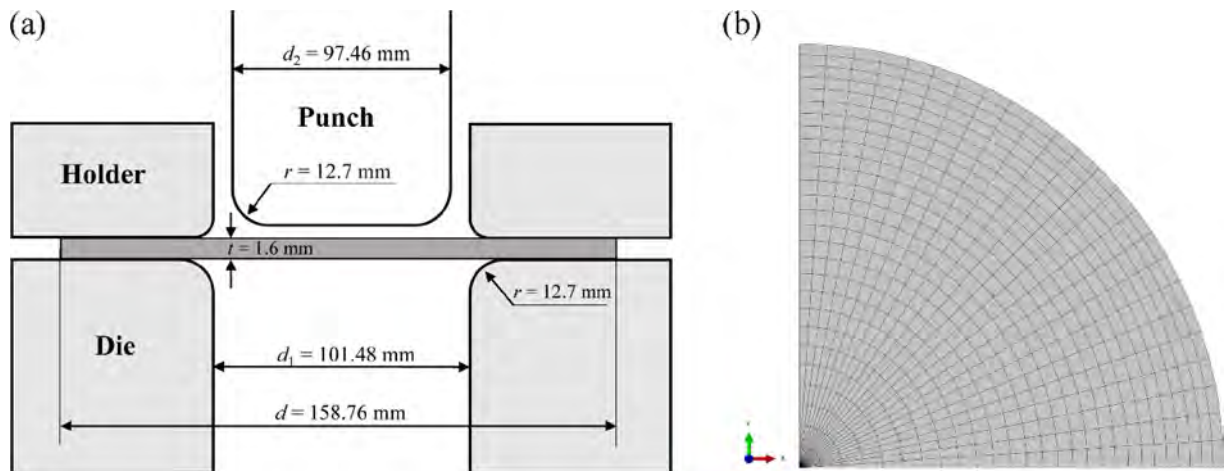 (a)
(b)
d₂ = 97.46 mm
Punch
Holder
r = 12.7 mm
t = 1.6 mm
r = 12.7 mm
Die
d₁ = 101.48 mm
d = 158.76 mm
Y
X